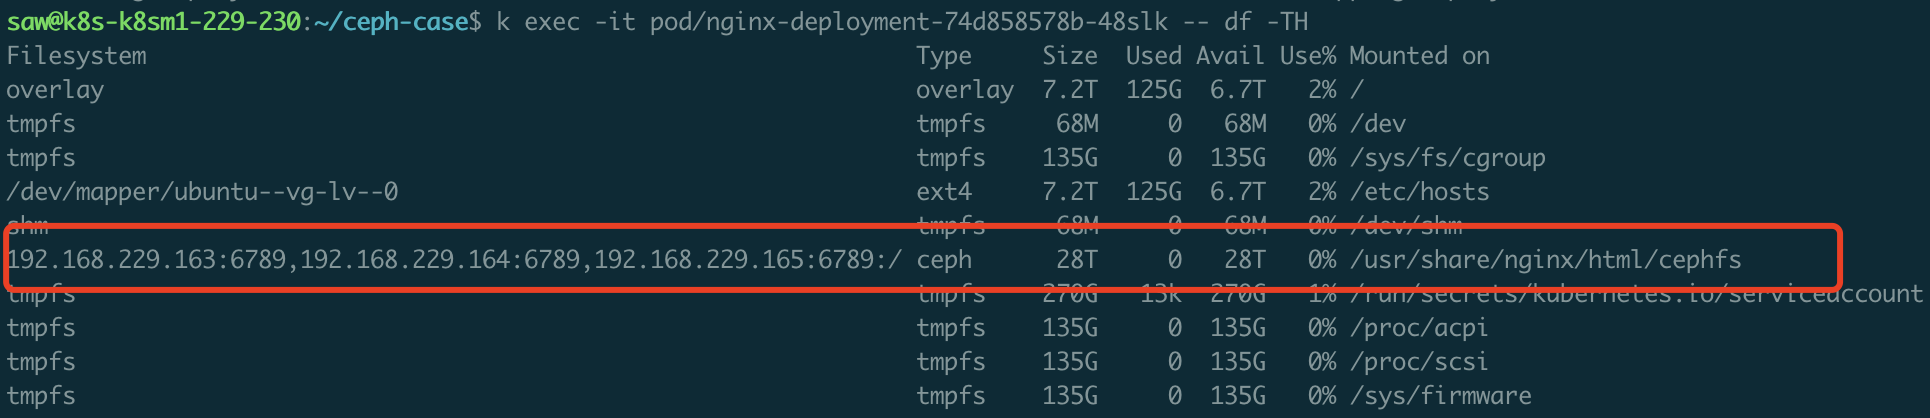 saw@k8s-k8sm1-229-230:~/ceph-case$ k exec -it pod/nginx-deployment-74d858578b-48slk -- df -TH
Filesystem Type Size Used Avail Use% Mounted on
overlay overlay 7.2T 125G 6.7T 2% /
tmpfs tmpfs 68M 0 68M 0% /dev
tmpfs tmpfs 135G 0 135G 0% /sys/fs/cgroup
/dev/mapper/ubuntu--vg-lv--0 ext4 7.2T 125G 6.7T 2% /etc/hosts
shm tmpfs 68M 0 68M 0% /dev/shm
192.168.229.163:6789,192.168.229.164:6789,192.168.229.165:6789:/ ceph 28T 0 28T 0% /usr/share/nginx/html/cephfs
tmpfs tmpfs 270G 13k 270G 1% /run/secrets/kubernetes.io/serviceaccount
tmpfs tmpfs 135G 0 135G 0% /proc/acpi
tmpfs tmpfs 135G 0 135G 0% /proc/scsi
tmpfs tmpfs 135G 0 135G 0% /sys/firmware